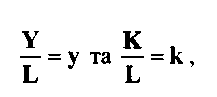 Y/L = y та K/L = k,